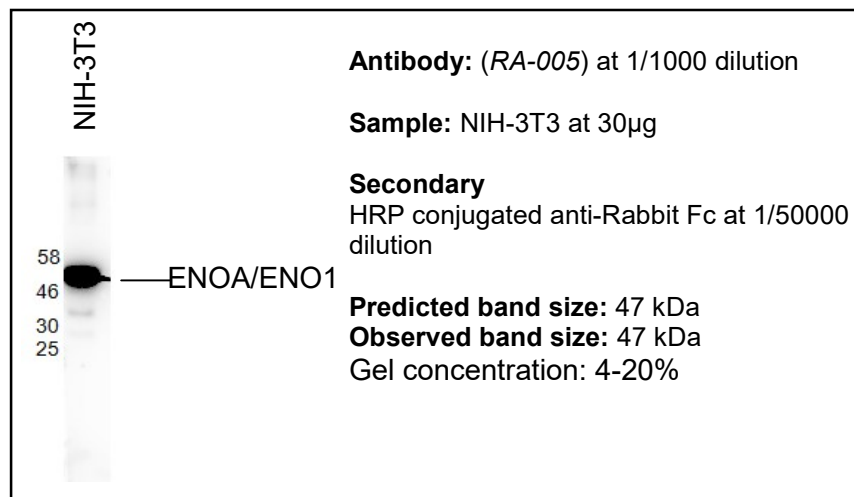 NIH-3T3
58
46
30
25
ENOA/ENO1
Antibody: (RA-005) at 1/1000 dilution
Sample: NIH-3T3 at 30µg
Secondary
HRP conjugated anti-Rabbit Fc at 1/50000
dilution
Predicted band size: 47 kDa
Observed band size: 47 kDa
Gel concentration: 4-20%